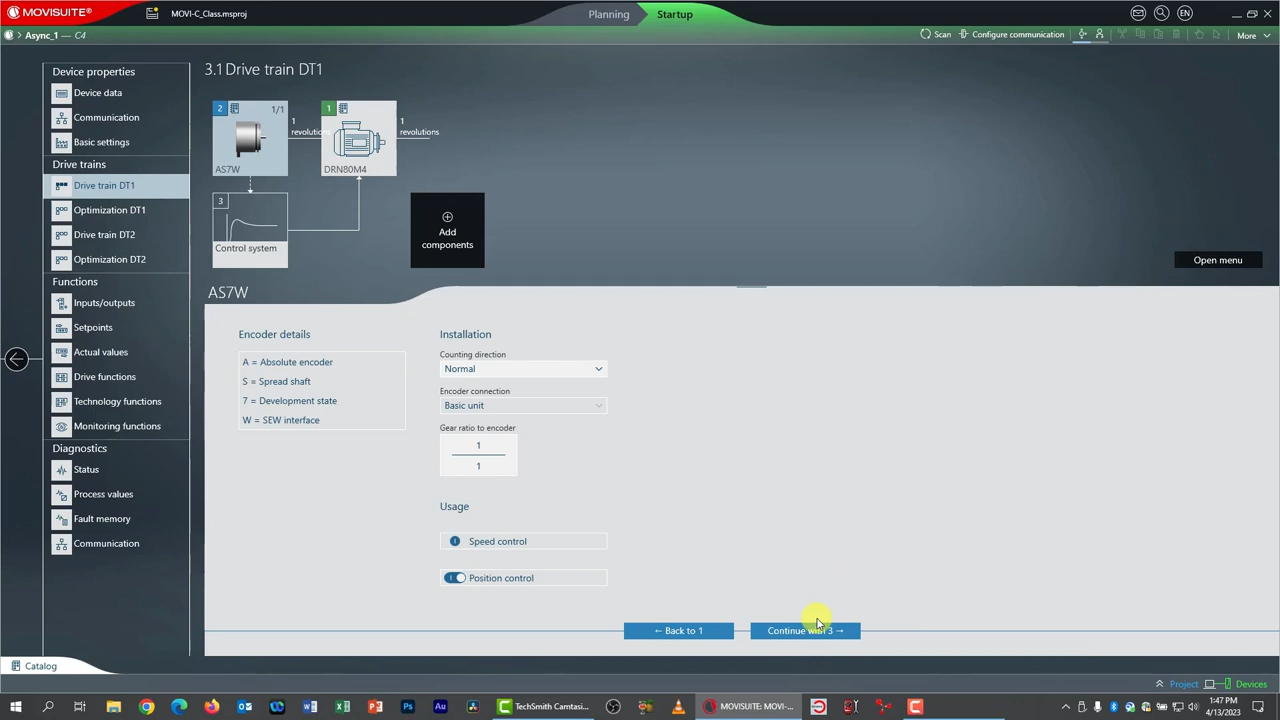 MOVISUITE®
MOVI-C_Class.msproj
Planning
Startup
EN
Async_1 — C4
Scan
Configure communication
More
Device properties
Device data
Communication
Basic settings
Drive trains
Drive train DT1
Optimization DT1
Drive train DT2
Optimization DT2
Functions
Inputs/outputs
Setpoints
Actual values
Drive functions
Technology functions
Monitoring functions
Diagnostics
Status
Process values
Fault memory
Communication
3.1 Drive train DT1
2
1/1
AS7W
1
revolutions
1
DRN80M4
1
revolutions
3
Control system
Add
components
Open menu
AS7W
Encoder details
A = Absolute encoder
S = Spread shaft
7 = Development state
W = SEW interface
Installation
Counting direction
Normal
Encoder connection
Basic unit
Gear ratio to encoder
1
1
Usage
Speed control
Position control
← Back to 1
Continue with 3 →
Catalog
Project
Devices
TechSmith Camtasi...
MOVISUITE: MOVI-...
1:47 PM
4/13/2023